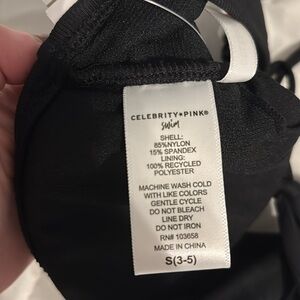 CELEBRITY★PINK®
swim
SHELL:
85%NYLON
15% SPANDEX
LINING:
100% RECYCLED
POLYESTER
MACHINE WASH COLD
WITH LIKE COLORS
GENTLE CYCLE
DO NOT BLEACH
LINE DRY
DO NOT IRON
RN# 103658
MADE IN CHINA
S(3-5)